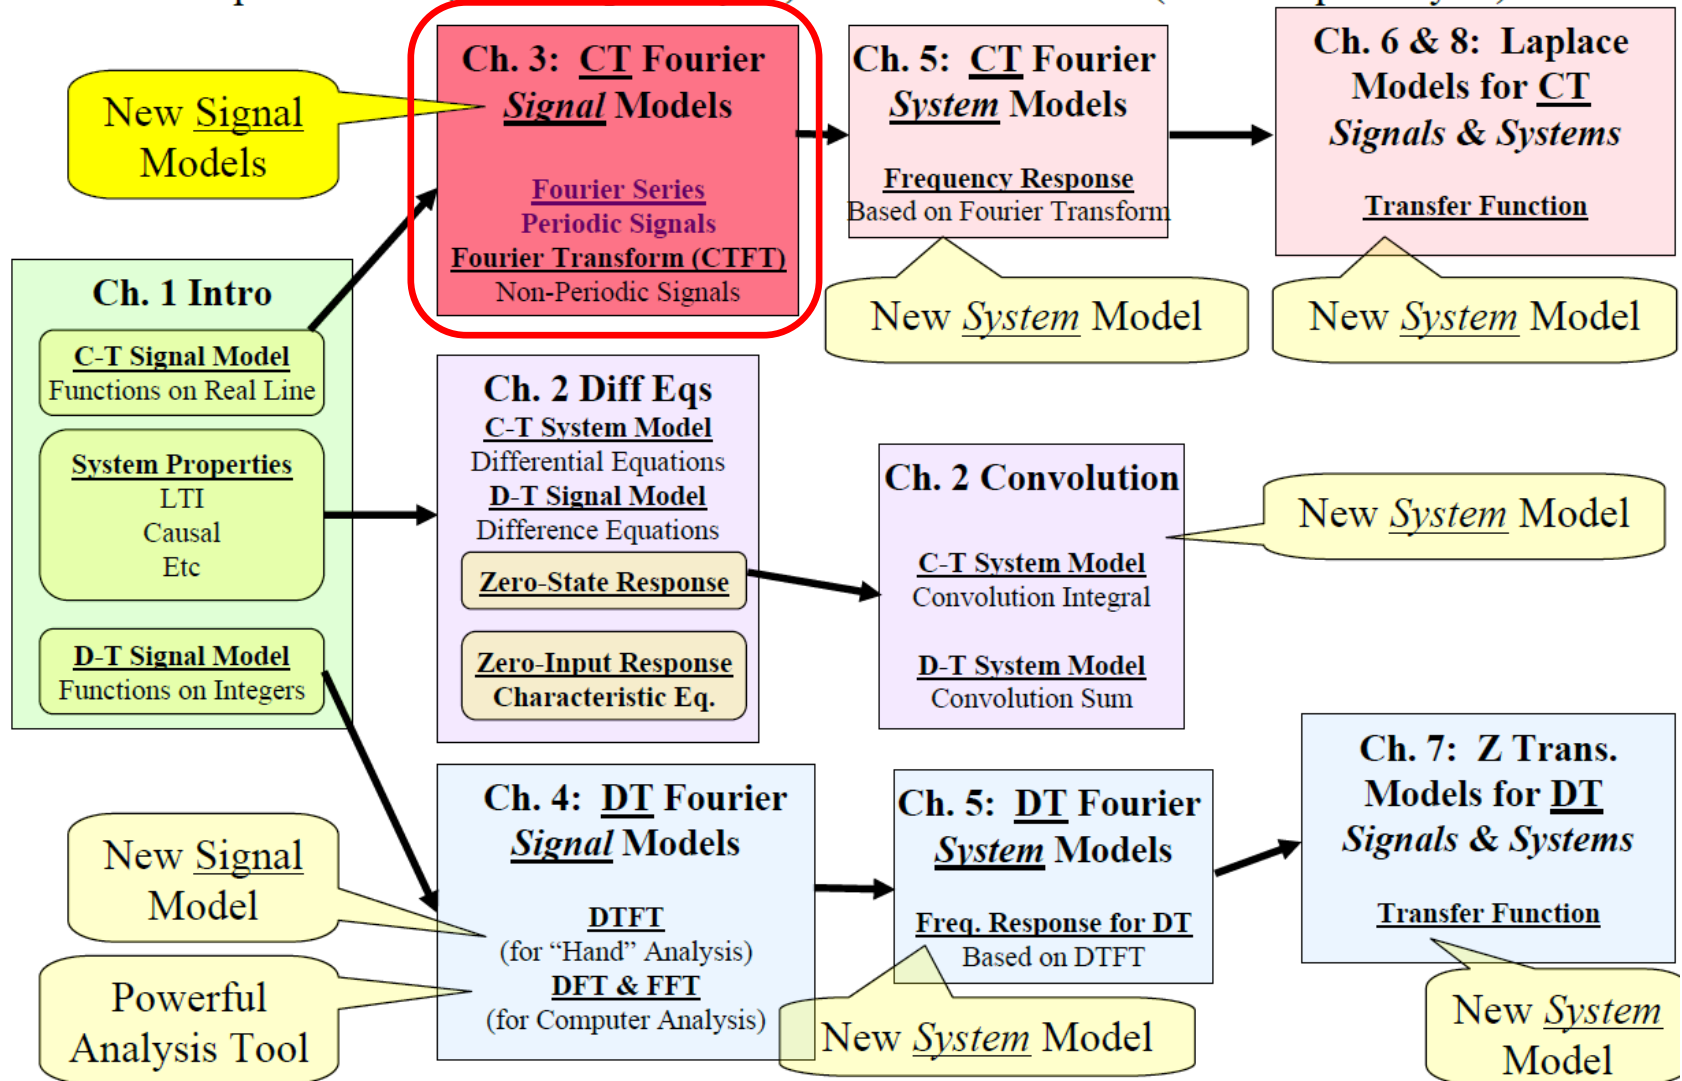 Ch. 3: CT Fourier
Signal Models
Fourier Series
Periodic Signals
Fourier Transform (CTFT)
Non-Periodic Signals
New Signal
Models
Ch. 5: CT Fourier
System Models
Frequency Response
Based on Fourier Transform
New System Model
Ch. 6 & 8: Laplace
Models for CT
Signals & Systems
Transfer Function
New System Model
Ch. 1 Intro
C-T Signal Model
Functions on Real Line
System Properties
LTI
Causal
Etc
D-T Signal Model
Functions on Integers
Ch. 2 Diff Eqs
C-T System Model
Differential Equations
D-T Signal Model
Difference Equations
Zero-State Response
Zero-Input Response
Characteristic Eq.
Ch. 2 Convolution
C-T System Model
Convolution Integral
D-T System Model
Convolution Sum
New System Model
Ch. 4: DT Fourier
Signal Models
DTFT
(for “Hand” Analysis)
DFT & FFT
(for Computer Analysis)
New Signal
Model
Powerful
Analysis Tool
Ch. 5: DT Fourier
System Models
Freq. Response for DT
Based on DTFT
New System Model
Ch. 7: Z Trans.
Models for DT
Signals & Systems
Transfer Function
New System
Model